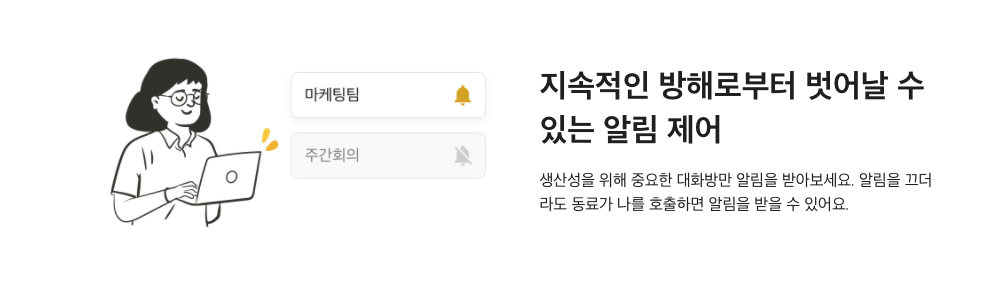 마케팅팀
주간회의
지속적인 방해로부터 벗어날 수
있는 알림 제어
생산성을 위해 중요한 대화방만 알림을 받아보세요. 알림을 끄더
라도 동료가 나를 호출하면 알림을 받을 수 있어요.